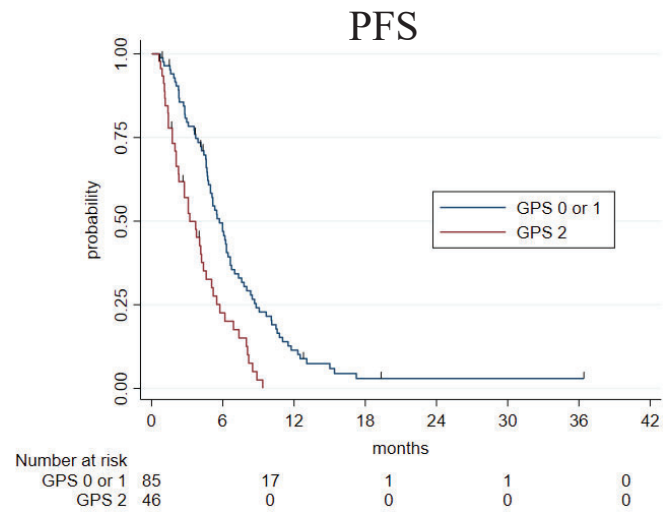 PFS
1.00
0.75
0.50
0.25
0.00
probability
GPS 0 or 1
GPS 2
0 6 12 18 24 30 36 42
months
Number at risk
GPS 0 or 1 85 17 1 1 0
GPS 2 46 0 0 0 0